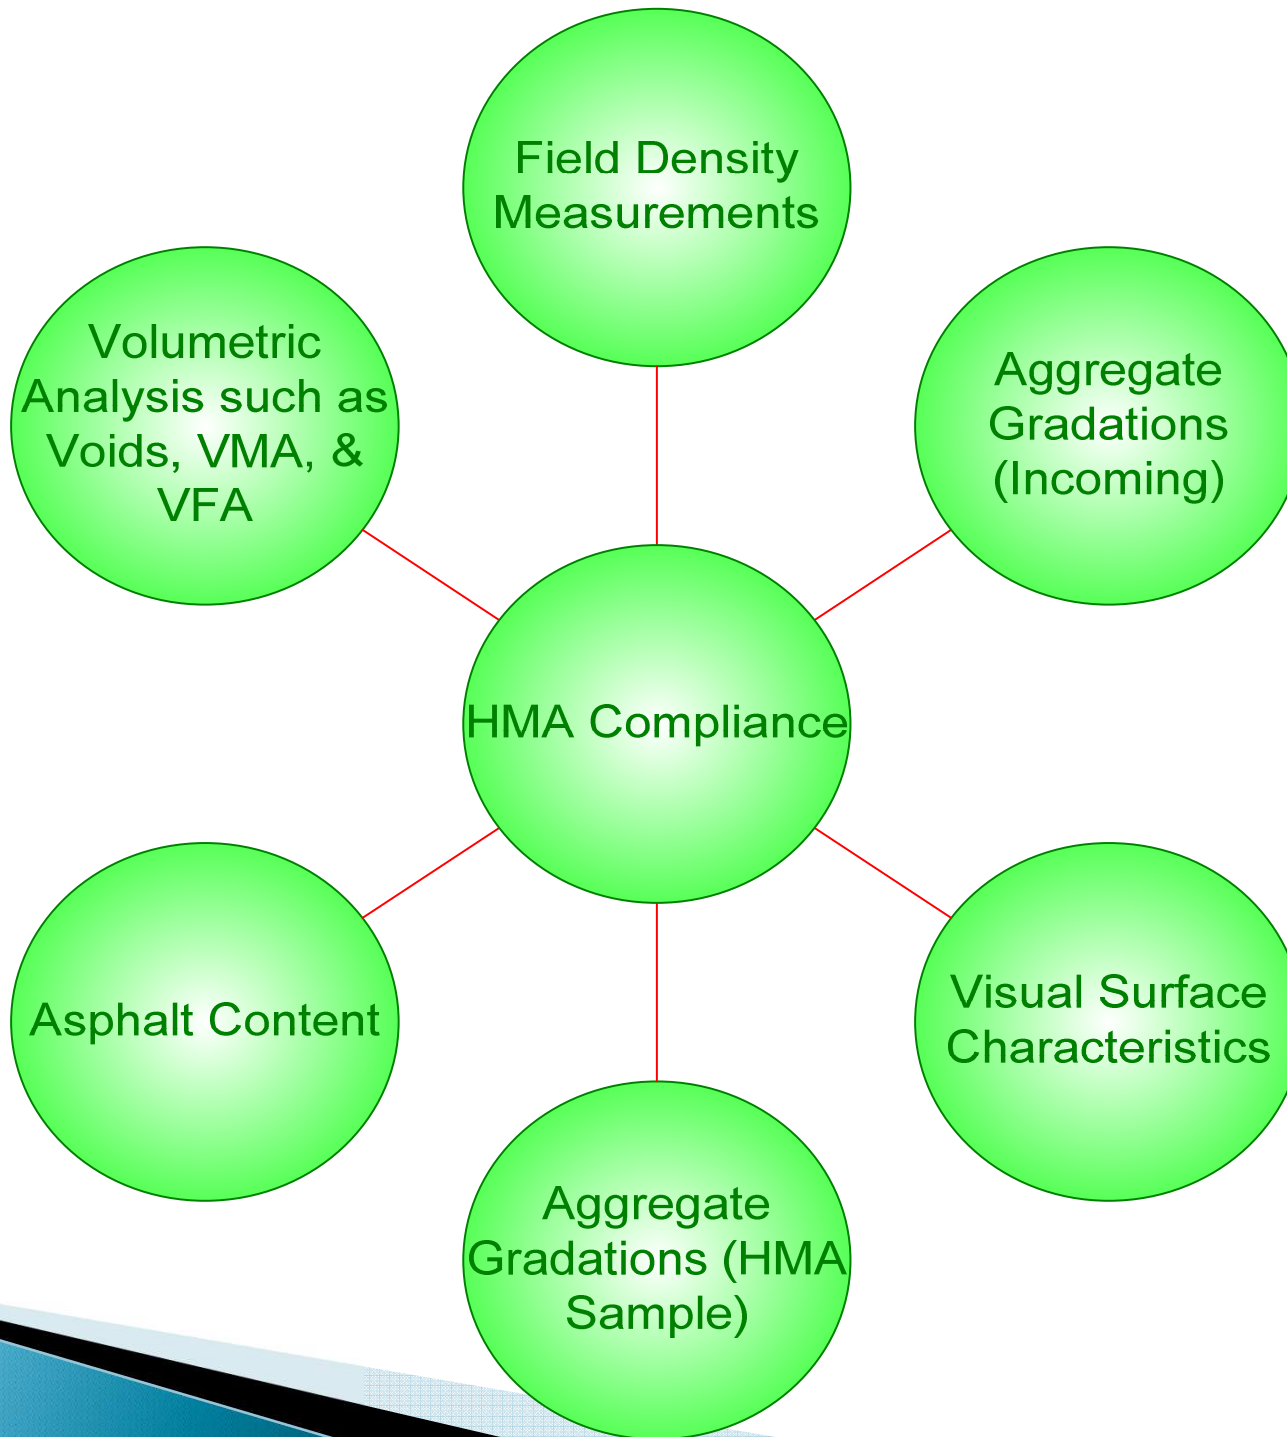 Field Density
Measurements
Volumetric
Analysis such as
Voids, VMA, &
VFA
Aggregate
Gradations
(Incoming)
HMA Compliance
Asphalt Content
Visual Surface
Characteristics
Aggregate
Gradations (HMA
Sample)